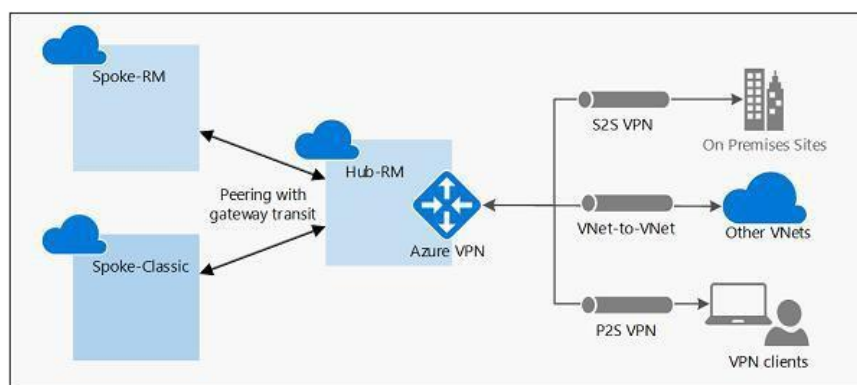 Spoke-RM
Spoke-Classic
Peering with
gateway transit
Hub-RM
Azure VPN
S2S VPN
On Premises Sites
VNet-to-VNet
Other VNets
P2S VPN
VPN clients